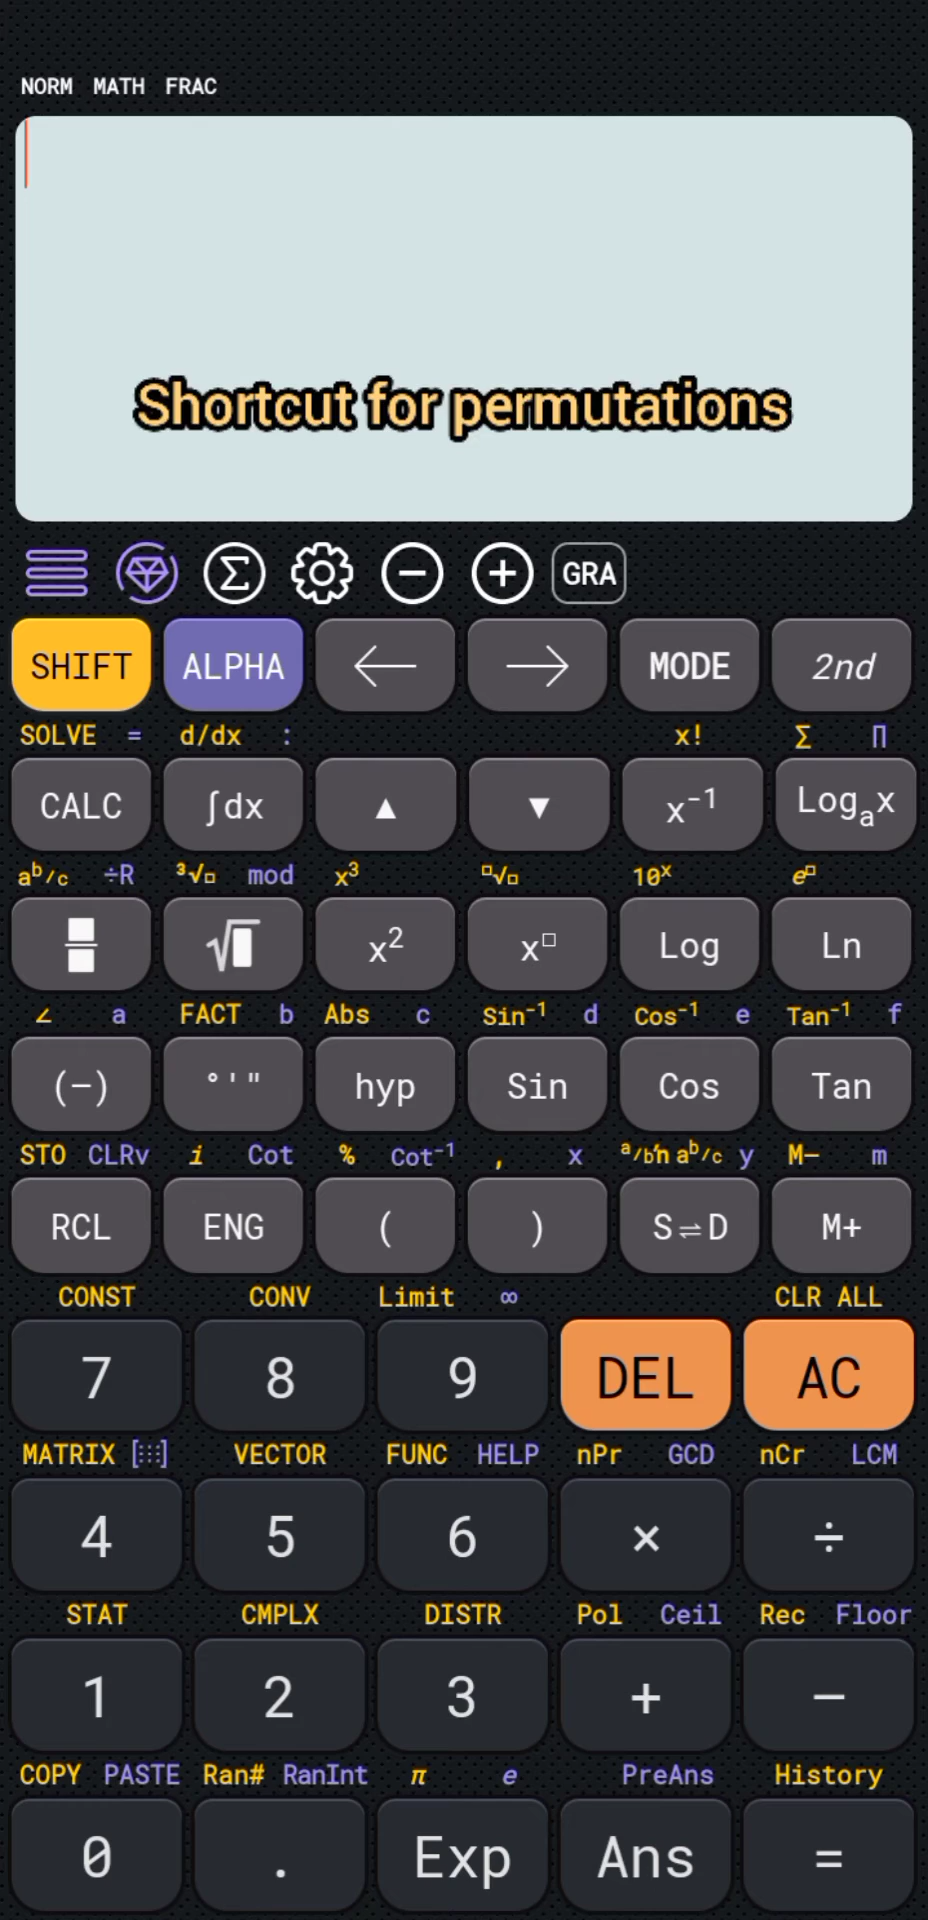 NORM MATH FRAC
Shortcut for permutations
GRA
SHIFT ALPHA ← → MODE 2nd
SOLVE = d/dx : x! Σ ∏
CALC ∫dx ▲ ▼ x⁻¹ Logₐx
aᵇ/c ÷R ³√□ mod x³ □√□ 10ˣ e□
√ x² x□ Log Ln
∠ a FACT b Abs c Sin⁻¹ d Cos⁻¹ e Tan⁻¹ f
(−) °'" hyp Sin Cos Tan
STO CLRv i Cot % Cot⁻¹ , x aᵇ/c y M− m
RCL ENG ( ) S⇌D M+
CONST CONV Limit ∞ CLR ALL
7 8 9 DEL AC
MATRIX VECTOR FUNC HELP nPr GCD nCr LCM
4 5 6 × ÷
STAT CMPLX DISTR Pol Ceil Rec Floor
1 2 3 + −
COPY PASTE Ran# RanInt π e PreAns History
0 . Exp Ans =